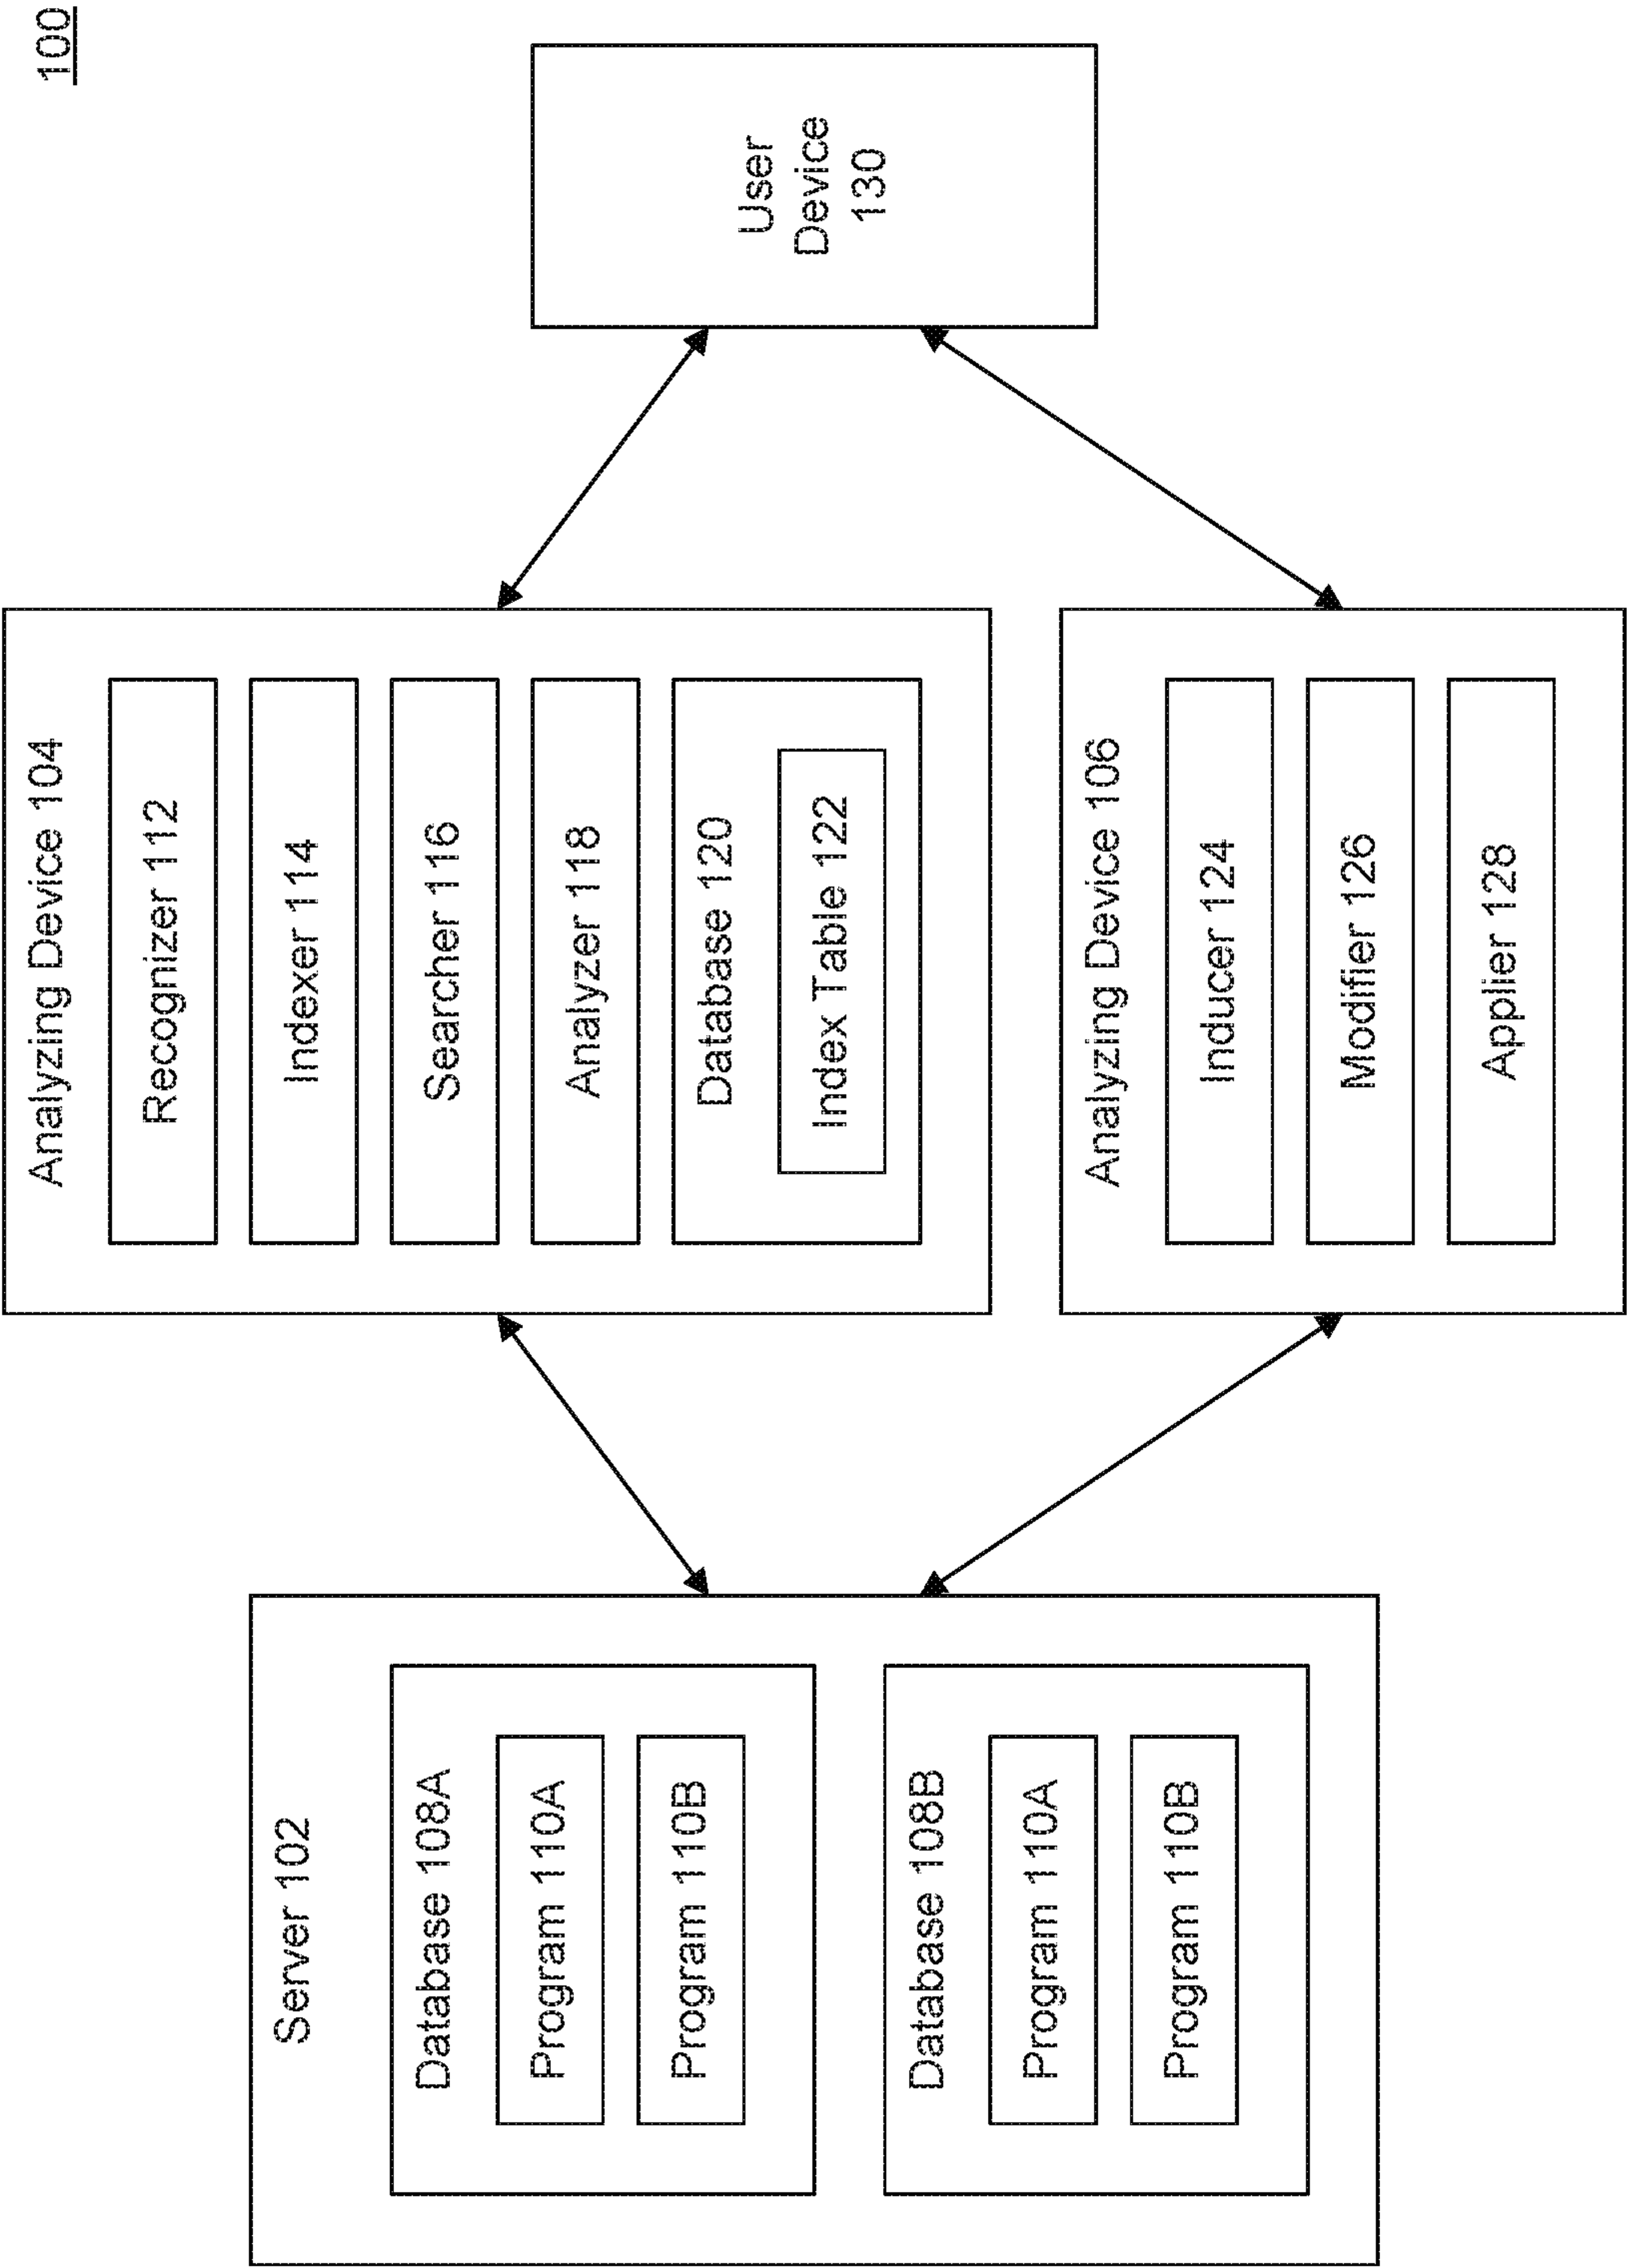 100
Server 102
Database 108A
Program 110A
Program 110B
Database 108B
Program 110A
Program 110B
Analyzing Device 104
Recognizer 112
Indexer 114
Searcher 116
Analyzer 118
Database 120
Index Table 122
Analyzing Device 106
Inducer 124
Modifier 126
Applier 128
User
Device
130